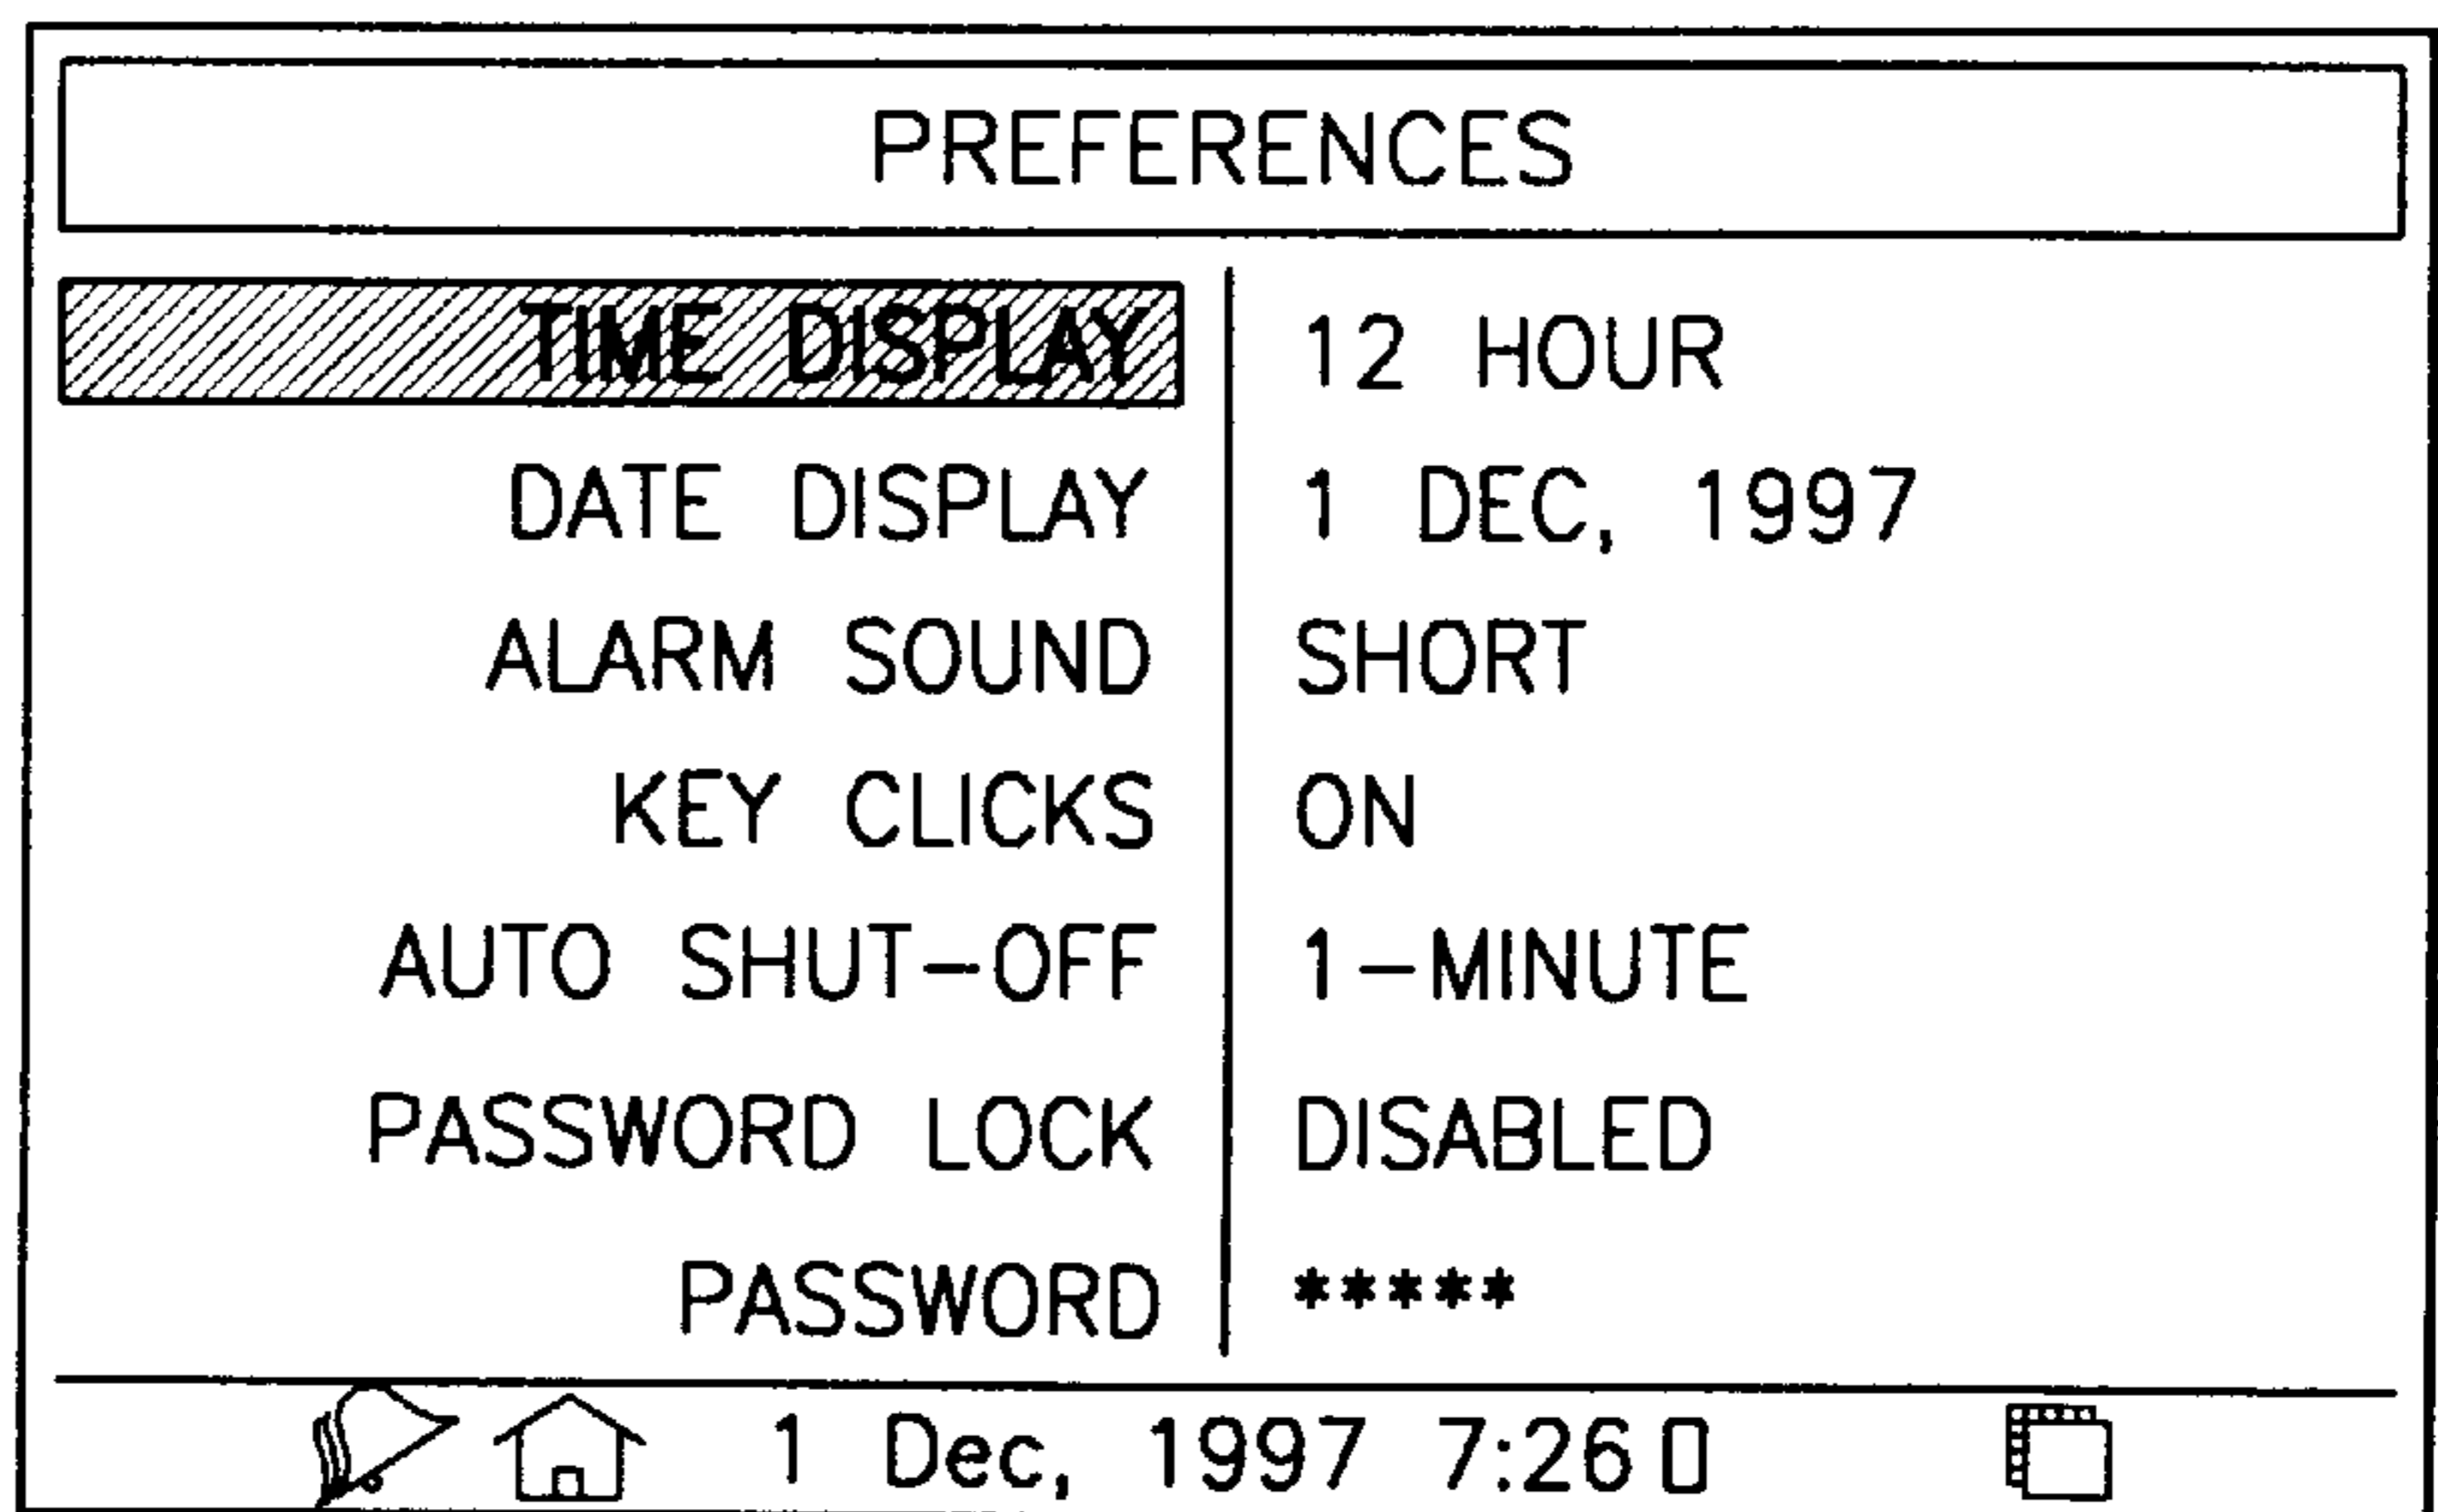 PREFERENCES
TIME DISPLAY 12 HOUR
DATE DISPLAY 1 DEC, 1997
ALARM SOUND SHORT
KEY CLICKS ON
AUTO SHUT-OFF 1-MINUTE
PASSWORD LOCK DISABLED
PASSWORD *****
1 Dec, 1997 7:26